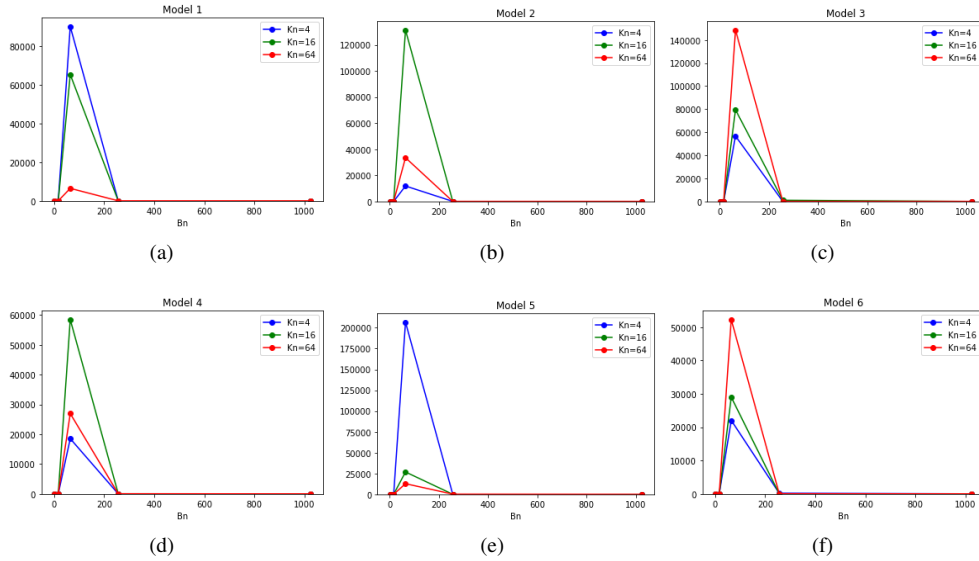 Model 1
Kn=4
Kn=16
Kn=64
80000
60000
40000
20000
0
0 200 400 600 800 1000
Bn
(a)
Model 2
Kn=4
Kn=16
Kn=64
120000
100000
80000
60000
40000
20000
0
0 200 400 600 800 1000
Bn
(b)
Model 3
Kn=4
Kn=16
Kn=64
140000
120000
100000
80000
60000
40000
20000
0
0 200 400 600 800 1000
Bn
(c)
Model 4
Kn=4
Kn=16
Kn=64
60000
50000
40000
30000
20000
10000
0
0 200 400 600 800 1000
Bn
(d)
Model 5
Kn=4
Kn=16
Kn=64
200000
175000
150000
125000
100000
75000
50000
25000
0
0 200 400 600 800 1000
Bn
(e)
Model 6
Kn=4
Kn=16
Kn=64
50000
40000
30000
20000
10000
0
0 200 400 600 800 1000
Bn
(f)